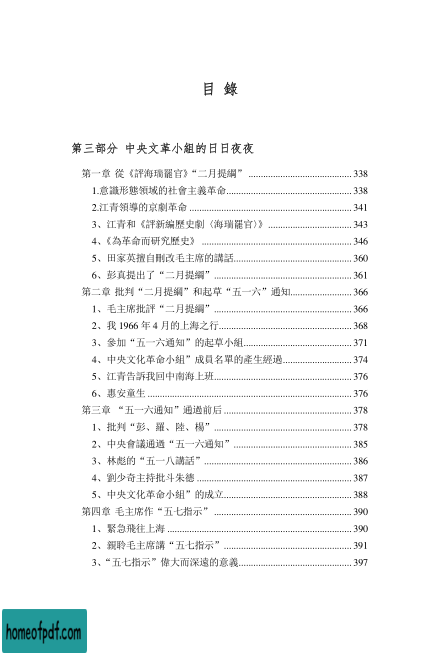 目 錄
第三部分 中央文革小組的日日夜夜
第一章 從《評海瑞罷官》“二月提綱” ........................................ 338
1.意識形態領域的社會主義革命................................................ 338
2.江青領導的京劇革命 .............................................................. 341
3、江青和《評新編歷史劇〈海瑞罷官〉》................................ 343
4、《為革命而研究歷史》 ......................................................... 346
5、田家英擅自刪改毛主席的講話............................................. 360
6、彭真提出了“二月提綱”..................................................... 361
第二章 批判“二月提綱”和起草“五一六”通知....................... 366
1、毛主席批評“二月提綱”..................................................... 366
2、我 1966 年 4 月的上海之行................................................... 368
3、參加“五一六通知”的起草小組......................................... 371
4、中央文化革命小組”成員名單的產生經過.......................... 374
5、江青告訴我回中南海上班..................................................... 376
6、惠安童生 ............................................................................... 376
第三章 “五一六通知”通過前后 ................................................. 378
1、批判“彭、羅、陸、楊”..................................................... 378
2、中央會議通過“五一六通知”............................................. 385
3、林彪的“五一八講話”......................................................... 386
4、劉少奇主持批斗朱德 ............................................................ 387
5、中央文化革命小組”的成立................................................. 388
第四章 毛主席作“五七指示” ..................................................... 390
1、緊急飛往上海 ........................................................................ 390
2、親聆毛主席講“五七指示”................................................. 391
3、“五七指示”偉大而深遠的意義........................................... 397
homeofpdf.com